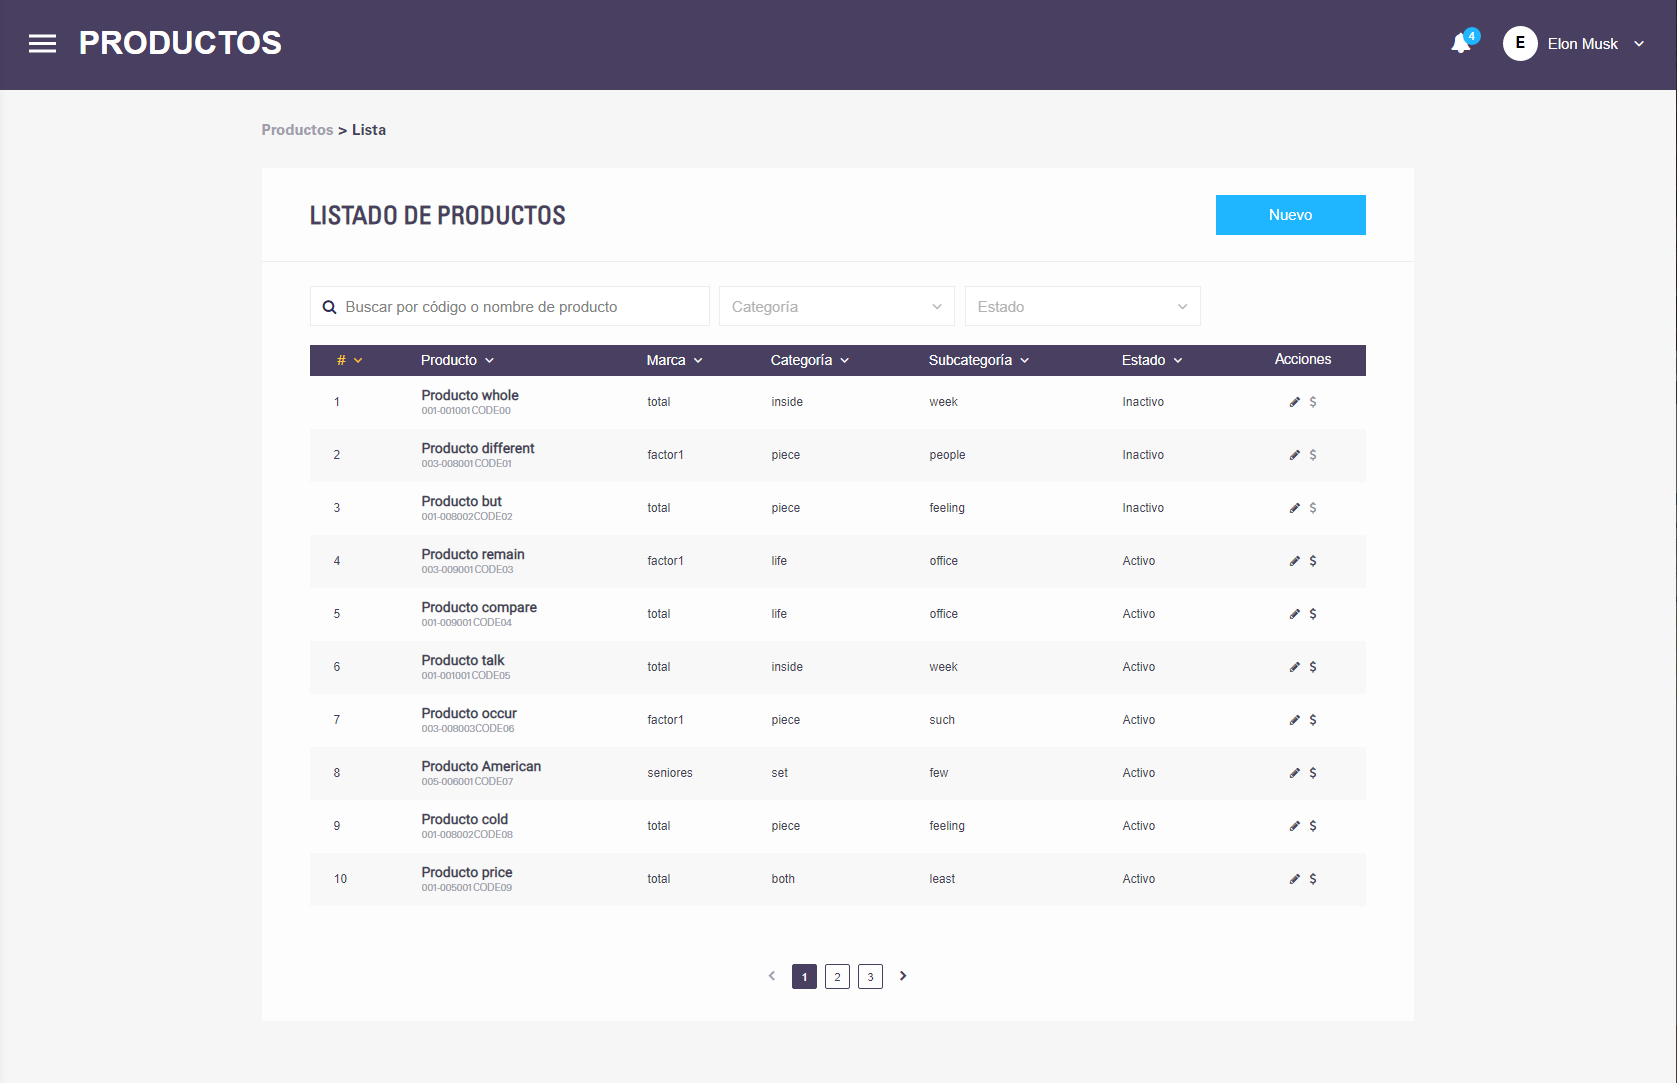 PRODUCTOS
4
E Elon Musk
Productos > Lista
LISTADO DE PRODUCTOS
Nuevo
Buscar por código o nombre de producto
Categoría
Estado
# Producto Marca Categoría Subcategoría Estado Acciones
1 Producto whole total inside week Inactivo $
001-001001CODE00
2 Producto different factor1 piece people Inactivo $
003-008001CODE01
3 Producto but total piece feeling Inactivo $
001-008002CODE02
4 Producto remain factor1 life office Activo $
003-009001CODE03
5 Producto compare total life office Activo $
001-009001CODE04
6 Producto talk total inside week Activo $
001-001001CODE05
7 Producto occur factor1 piece such Activo $
003-008003CODE06
8 Producto American seniores set few Activo $
005-006001CODE07
9 Producto cold total piece feeling Activo $
001-008002CODE08
10 Producto price total both least Activo $
001-005001CODE09
1 2 3